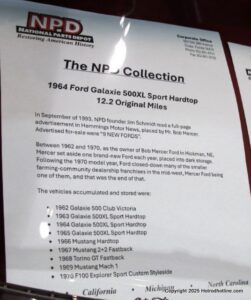 NPD
NATIONAL PARTS DEPOT
Restoring American History
Corporate Office
The NPD Collection
1964 Ford Galaxie 500XL Sport Hardtop
12.2 Original Miles
In September of 1993, NPD founder Jim Schmidt read a full-page
advertisement in Hemmings Motor News, placed by Mr. Bob Mercer.
Advertised for-sale were "9 NEW FORDS".
Between 1962 and 1970, as the owner of Bob Mercer Ford in Hickman, NE,
Mercer set aside one brand-new Ford each year, placed into dark storage.
Following the 1970 model year, Ford closed-down many of the smaller
farming-community dealership franchises in the mid-west, Mercer Ford being
one of them, and that was the end of that.
The vehicles accumulated and stored were:
• 1962 Galaxie 500 Club Victoria
• 1963 Galaxie 500XL Sport Hardtop
• 1964 Galaxie 500XL Sport Hardtop
• 1965 Galaxie 500XL Sport Hardtop
• 1966 Mustang Hardtop
• 1967 Mustang 2+2 Fastback
• 1968 Torino GT Fastback
• 1969 Mustang Mach 1
• 1970 F100 Explorer Sport Custom Styleside
California
Michigan
North Carolina
Copyright 2025 Hotrodhotline.com